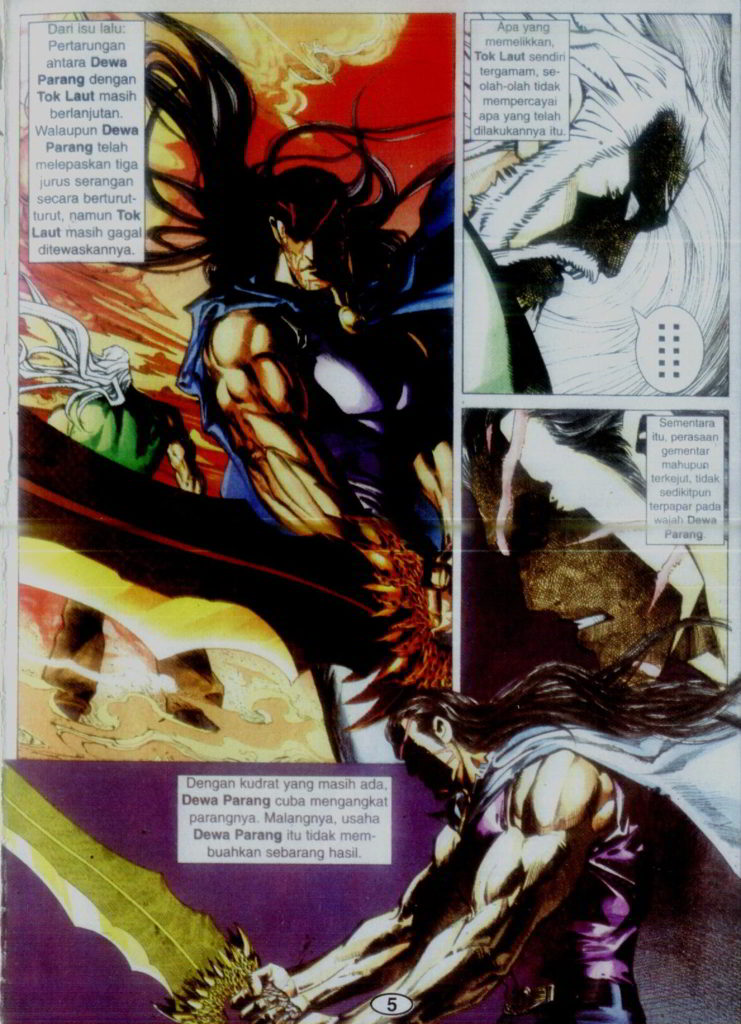 Dari isu lalu:
Pertarungan
antara Dewa
Parang dengan
Tok Laut masih
berlanjutan.
Walaupun Dewa
Parang telah
melepaskan tiga
jurus serangan
secara berturut-
turut, namun Tok
Laut masih gagal
ditewaskannya.
Apa yang
memelikkan,
Tok Laut sendiri
tergamam, se-
olah-olah tidak
mempercayai
apa yang telah
dilakukannya itu.
Sementara
itu, perasaan
gementar
mahupun
terkejut, tidak
sedikitpun
terpapar pada
wajah Dewa
Parang.
Dengan kudrat yang masih ada,
Dewa Parang cuba mengangkat
parangnya. Malangnya, usaha
Dewa Parang itu tidak mem-
buahkan sebarang hasil.
5